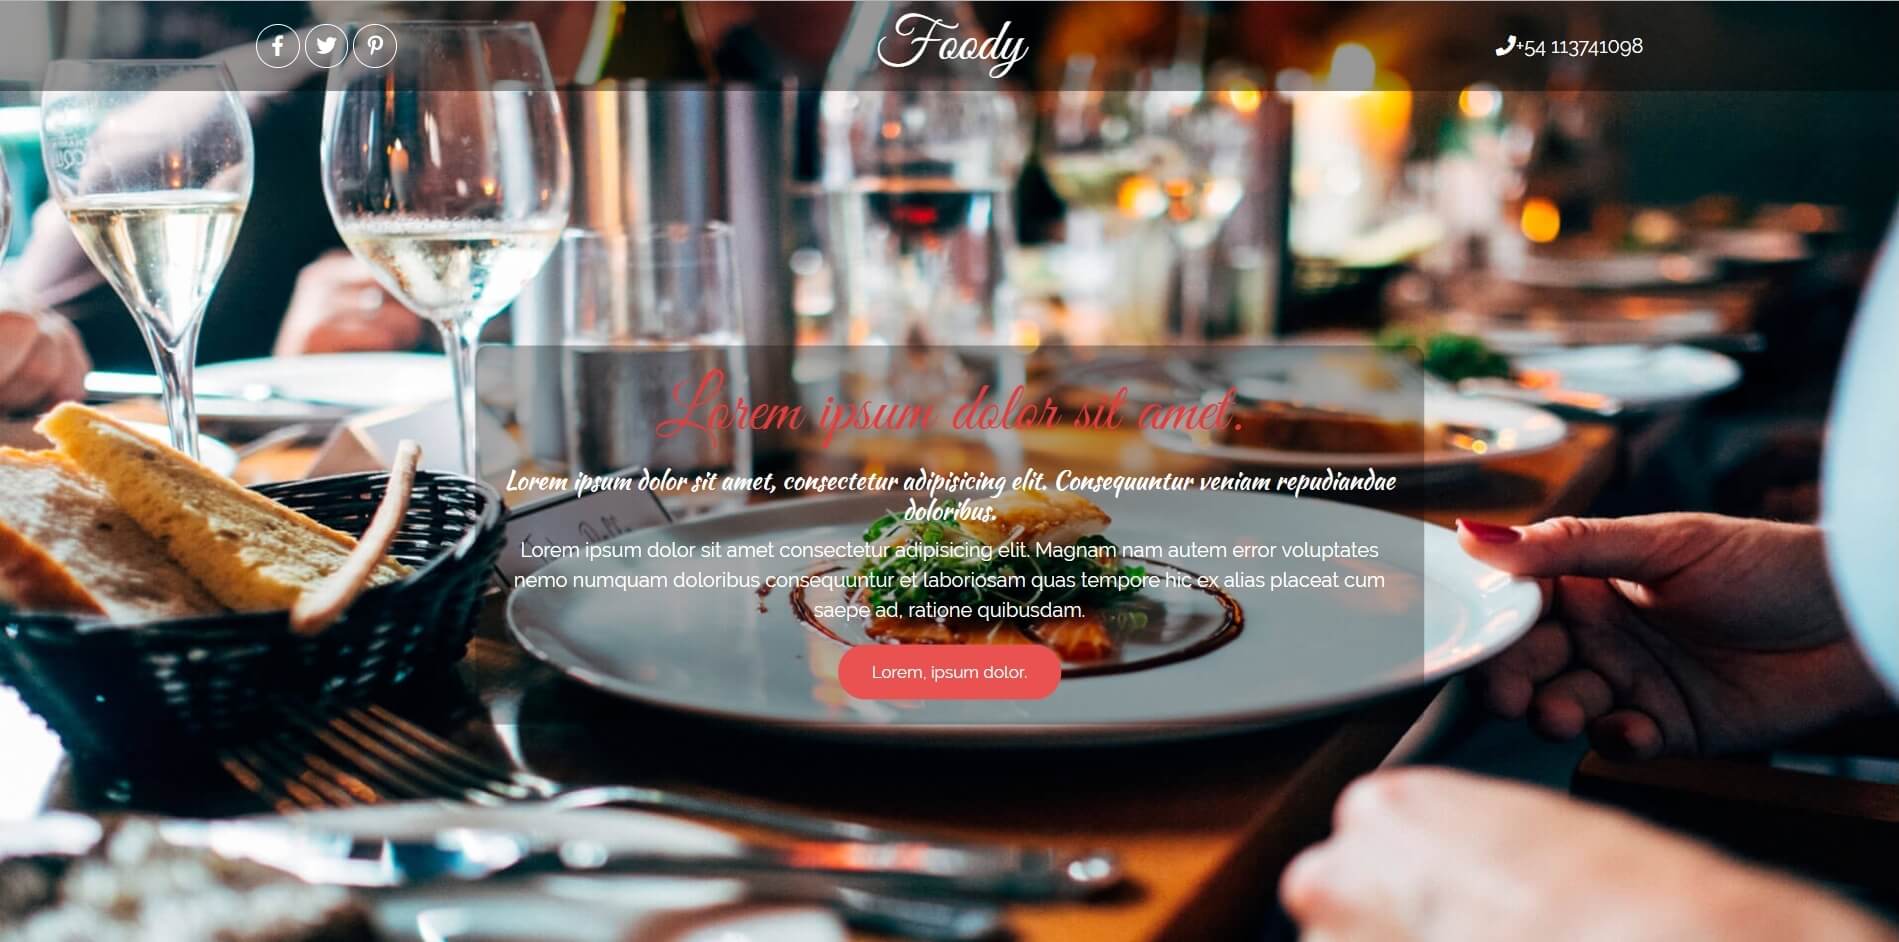 Foody
+54 113741098
Lorem ipsum dolor sit amet.
Lorem ipsum dolor sit amet, consectetur adipisicing elit. Consequuntur veniam repudiandae
doloribus.
Lorem ipsum dolor sit amet consectetur adipisicing elit. Magnam nam autem error voluptates
nemo numquam doloribus consequuntur et laboriosam quas tempore hic ex alias placeat cum
saepe ad, ratione quibusdam.
Lorem, ipsum dolor.